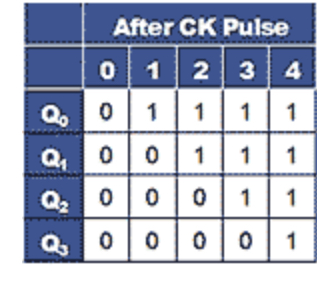 After CK Pulse
0 1 2 3 4
Q₀ 0 1 1 1 1
Q₁ 0 0 1 1 1
Q₂ 0 0 0 1 1
Q₃ 0 0 0 0 1